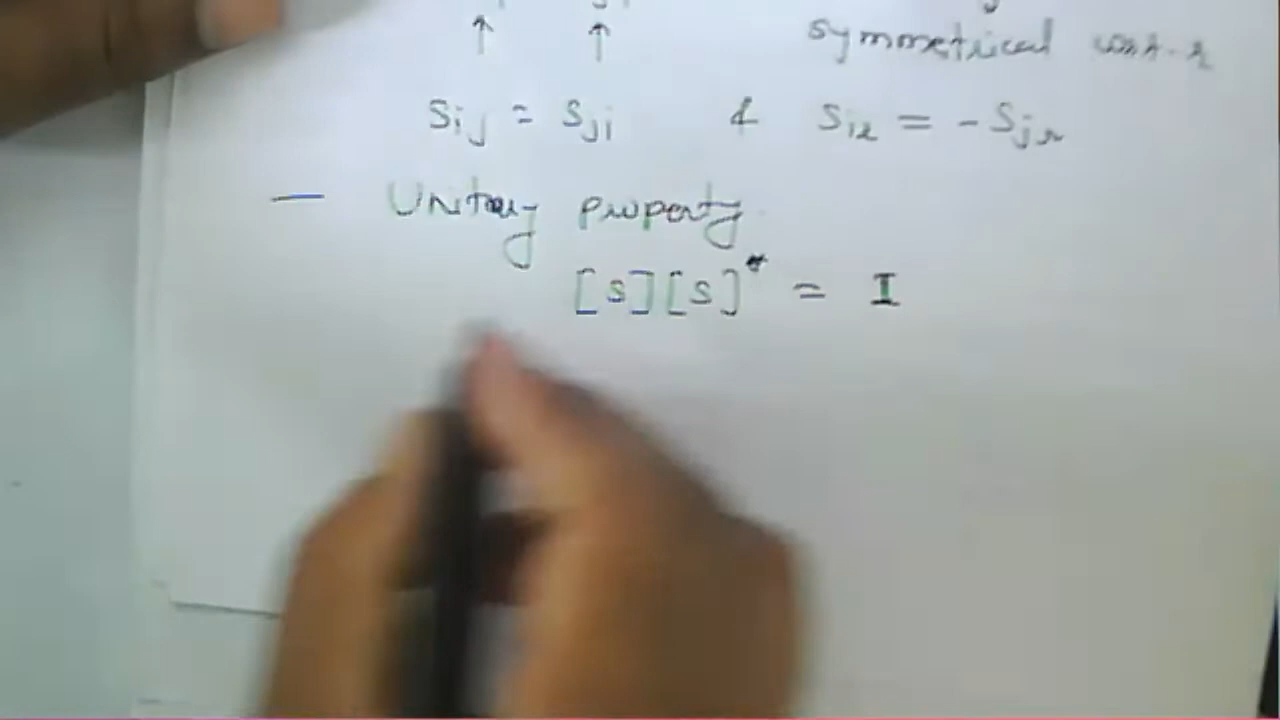 ↑ ↑ symmetrical w.r.t. r
Sij = Sji & Sir = -Sjr
— Unitary property
[S][S]* = I